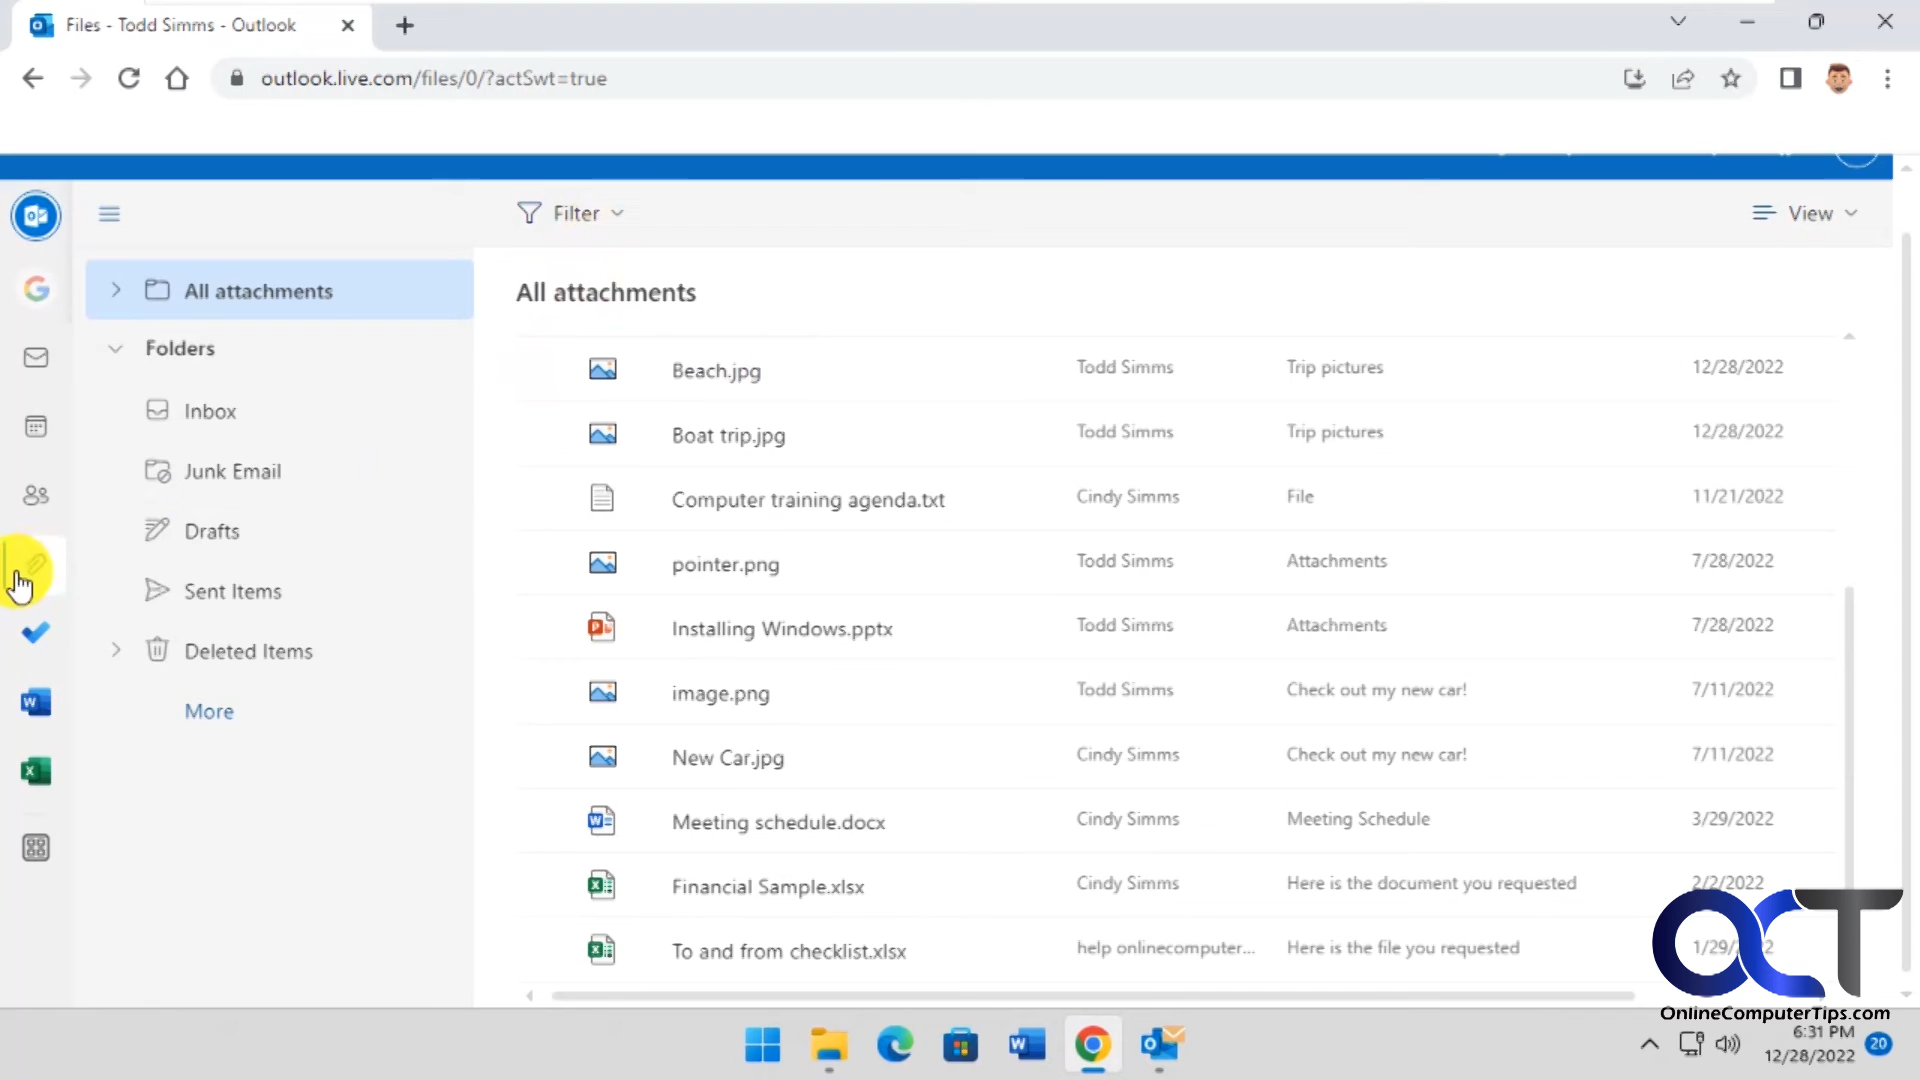 Files - Todd Simms - Outlook
outlook.live.com/files/0/?actSwt=true
Filter
View
All attachments
Folders
Inbox
Junk Email
Drafts
Sent Items
Deleted Items
More
All attachments
Beach.jpg Todd Simms Trip pictures 12/28/2022
Boat trip.jpg Todd Simms Trip pictures 12/28/2022
Computer training agenda.txt Cindy Simms File 11/21/2022
pointer.png Todd Simms Attachments 7/28/2022
Installing Windows.pptx Todd Simms Attachments 7/28/2022
image.png Todd Simms Check out my new car! 7/11/2022
New Car.jpg Cindy Simms Check out my new car! 7/11/2022
Meeting schedule.docx Cindy Simms Meeting Schedule 3/29/2022
Financial Sample.xlsx Cindy Simms Here is the document you requested 2/2/2022
To and from checklist.xlsx help onlinecomputer... Here is the file you requested
OCT
OnlineComputerTips.com
6:31 PM
12/28/2022
20